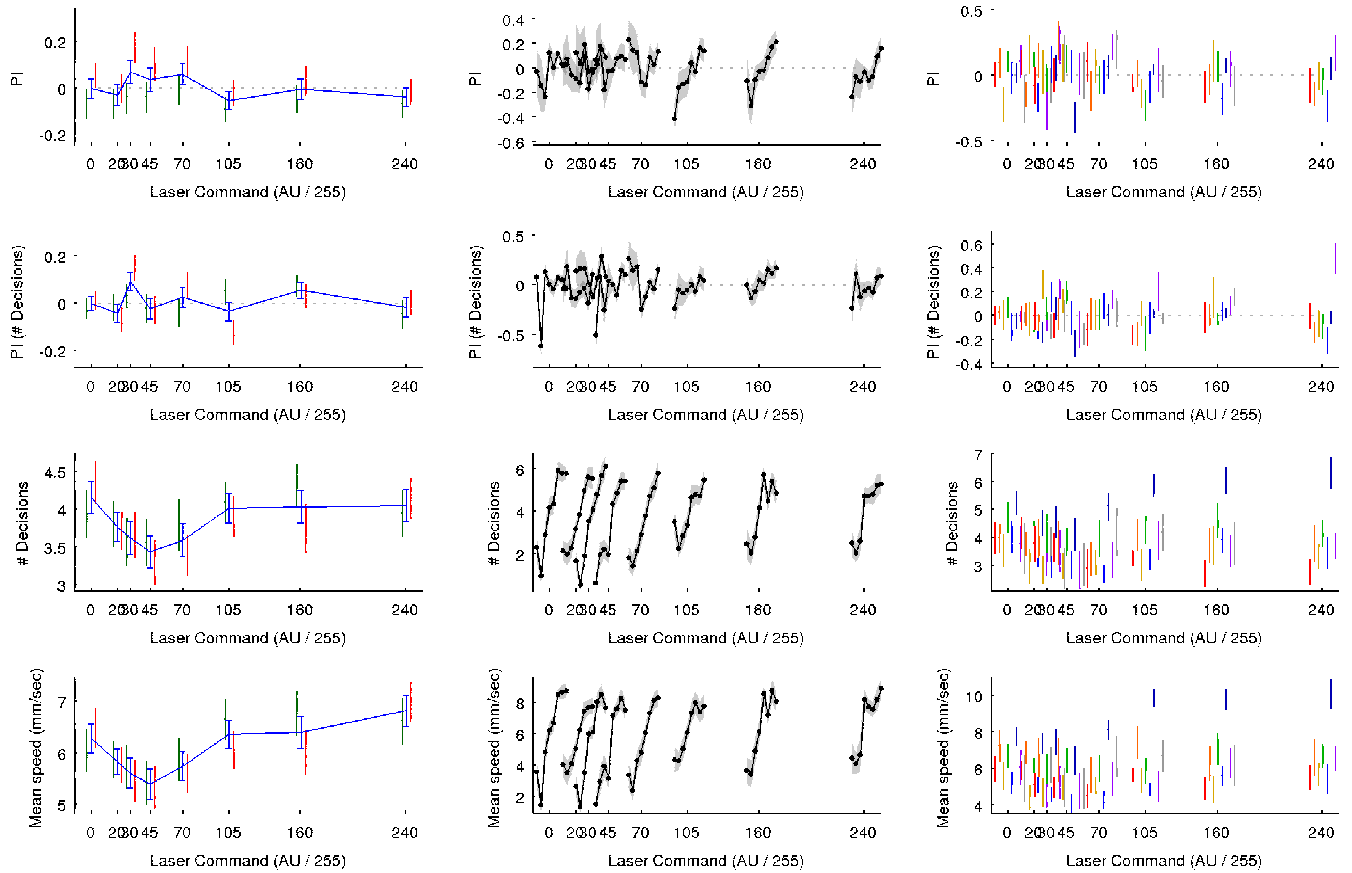 PI
0.2
0
-0.2
0 20 30 45 70 105 160 240
Laser Command (AU / 255)
PI
0.4
0.2
0
-0.2
-0.4
-0.6
0 20 30 45 70 105 160 240
Laser Command (AU / 255)
PI
0.5
0
-0.5
0 20 30 45 70 105 160 240
Laser Command (AU / 255)
PI (# Decisions)
0.2
0
-0.2
0 20 30 45 70 105 160 240
Laser Command (AU / 255)
PI (# Decisions)
0.5
0
-0.5
0 20 30 45 70 105 160 240
Laser Command (AU / 255)
PI (# Decisions)
0.6
0.4
0.2
0
-0.2
-0.4
0 20 30 45 70 105 160 240
Laser Command (AU / 255)
# Decisions
4.5
4
3.5
3
0 20 30 45 70 105 160 240
Laser Command (AU / 255)
# Decisions
6
4
2
0 20 30 45 70 105 160 240
Laser Command (AU / 255)
# Decisions
7
6
5
4
3
0 20 30 45 70 105 160 240
Laser Command (AU / 255)
Mean speed (mm/sec)
7
6
5
0 20 30 45 70 105 160 240
Laser Command (AU / 255)
Mean speed (mm/sec)
8
6
4
2
0 20 30 45 70 105 160 240
Laser Command (AU / 255)
Mean speed (mm/sec)
10
8
6
4
0 20 30 45 70 105 160 240
Laser Command (AU / 255)